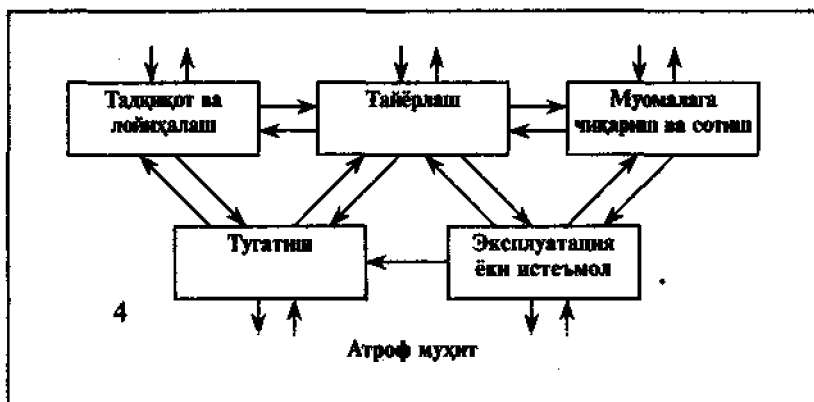 Тадқиқот ва
лойиҳалаш
Тайёрлаш
Муомалага
чиқариш ва сотиш
Тугатиш
Эксплуатация
ёки истеъмол
4
Атроф муҳит